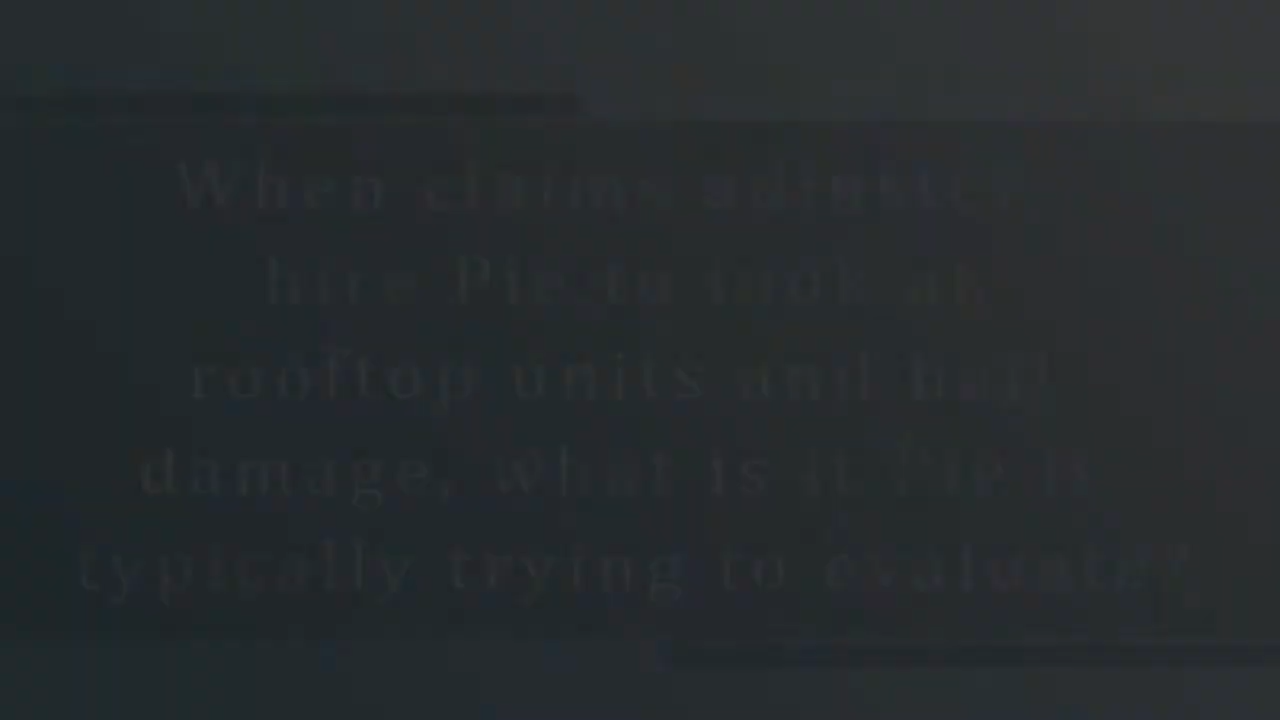 When claims adjusters
hire Pie to look at
rooftop units and hail
damage, what is it Pie is
typically trying to evaluate?